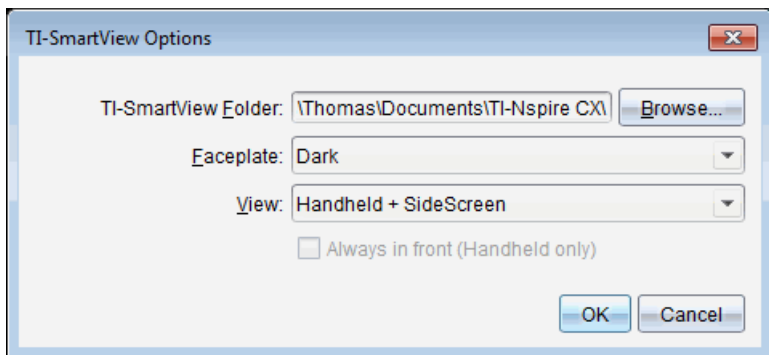 TI-SmartView Options
TI-SmartView Folder: \Thomas\Documents\TI-Nspire CX\ Browse...
Faceplate: Dark
View: Handheld + SideScreen
Always in front (Handheld only)
OK Cancel